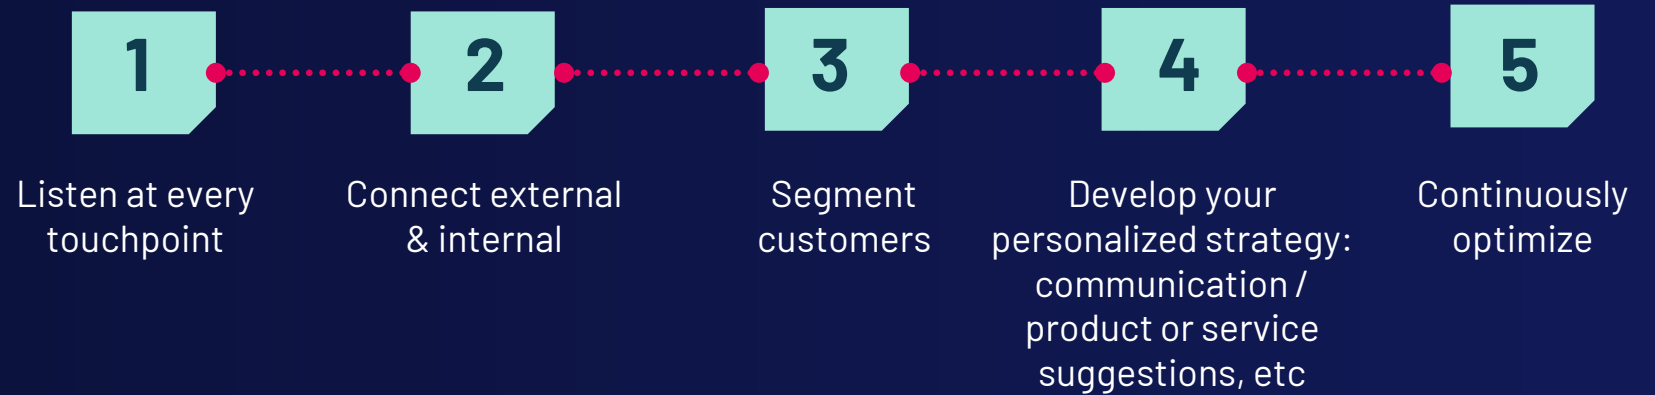 1
2
3
4
5
Listen at every
touchpoint
Connect external
& internal
Segment
customers
Develop your
personalized strategy:
communication /
product or service
suggestions, etc
Continuously
optimize